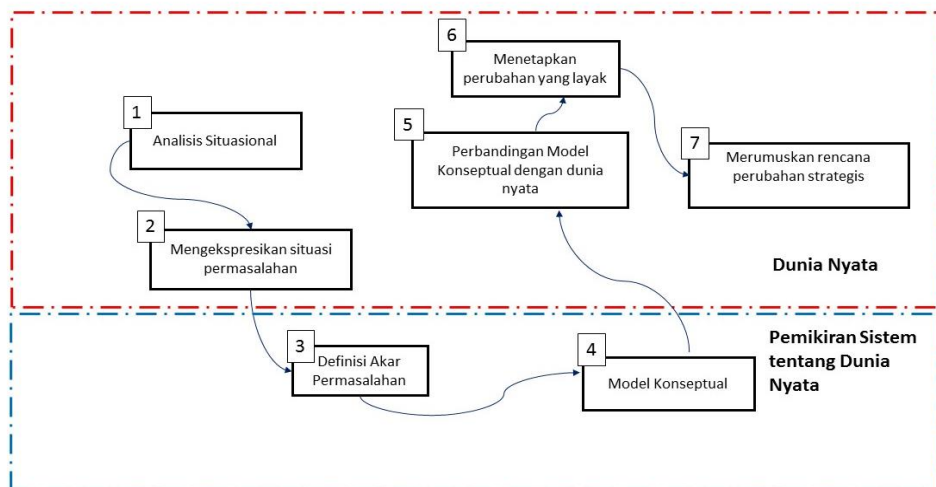 1
Analisis Situasional
2
Mengekspresikan situasi
permasalahan
3
Definisi Akar
Permasalahan
4
Model Konseptual
5
Perbandingan Model
Konseptual dengan dunia
nyata
6
Menetapkan
perubahan yang layak
7
Merumuskan rencana
perubahan strategis
Dunia Nyata
Pemikiran Sistem
tentang Dunia
Nyata